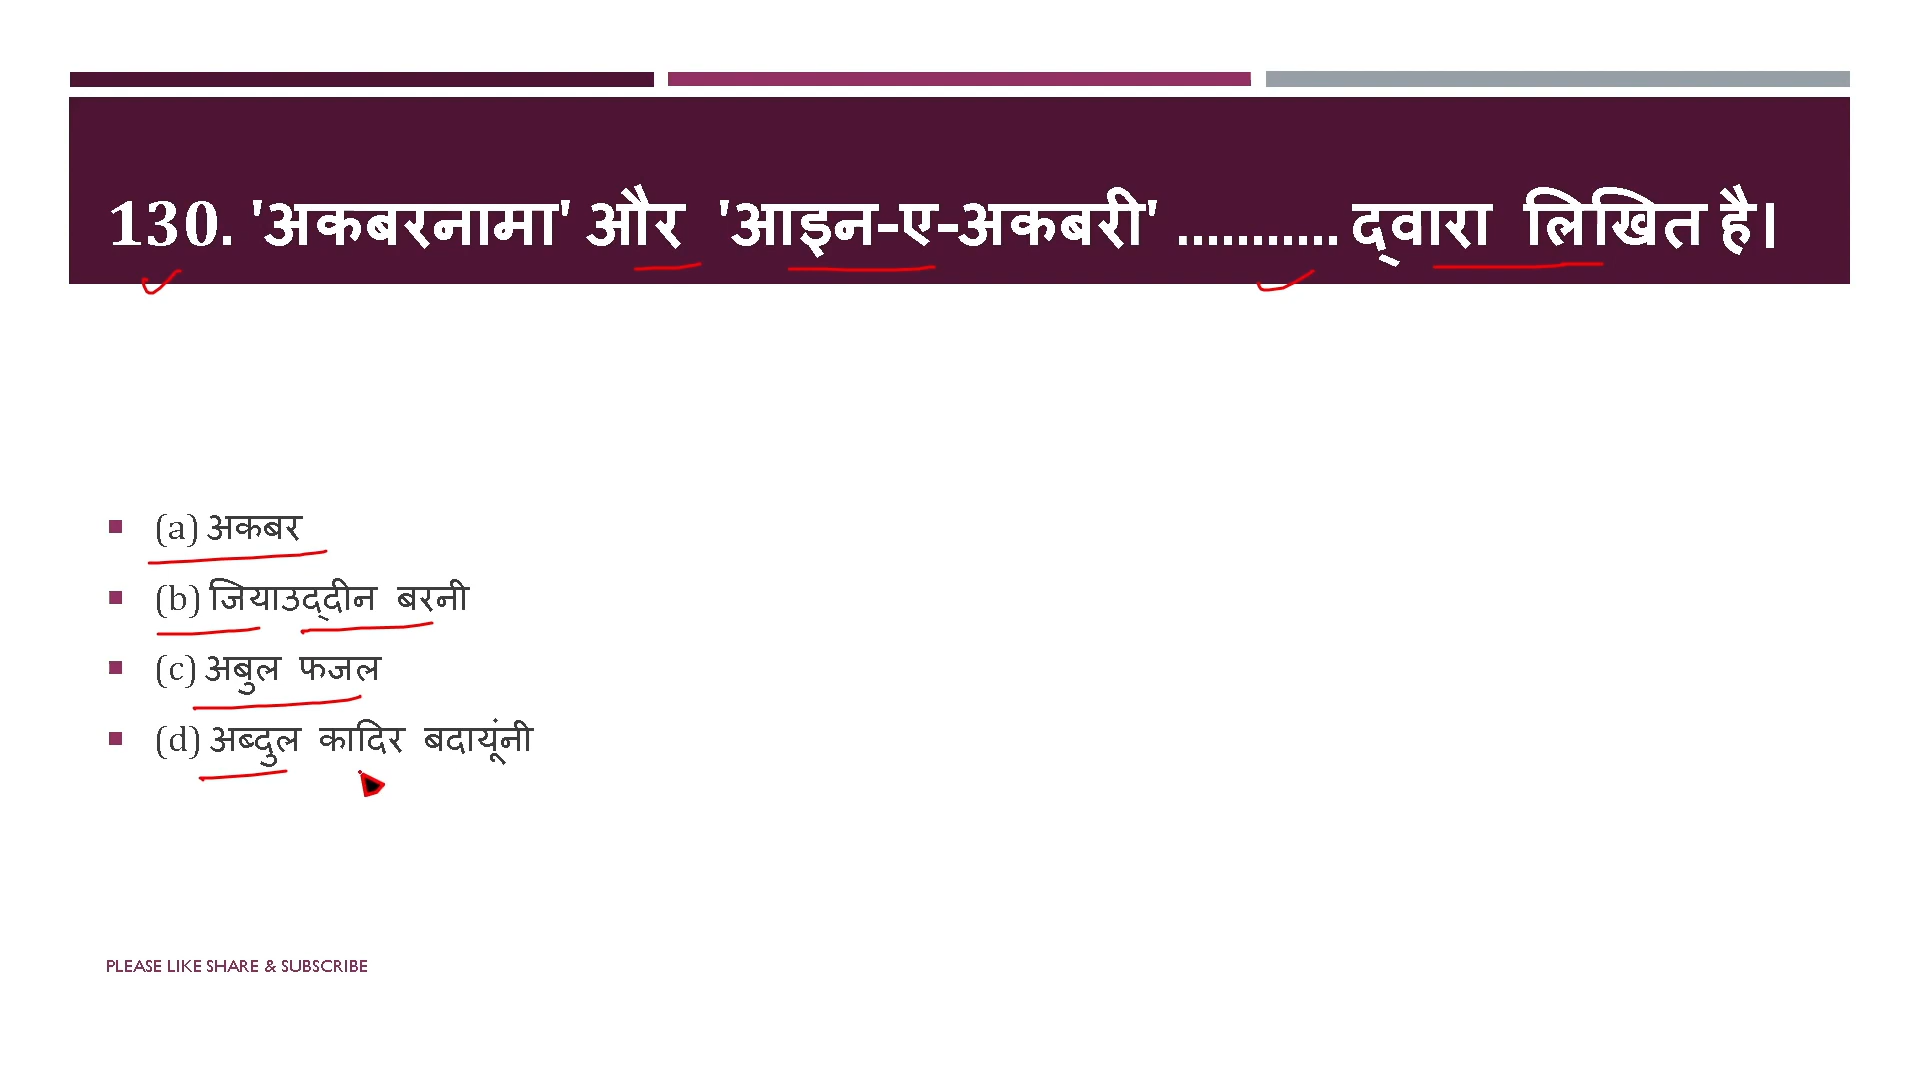 130. 'अकबरनामा' और 'आइन-ए-अकबरी' ........... द्वारा लिखित है।
(a) अकबर
(b) जियाउद्दीन बरनी
(c) अबुल फजल
(d) अब्दुल कादिर बदायूंनी
PLEASE LIKE SHARE & SUBSCRIBE